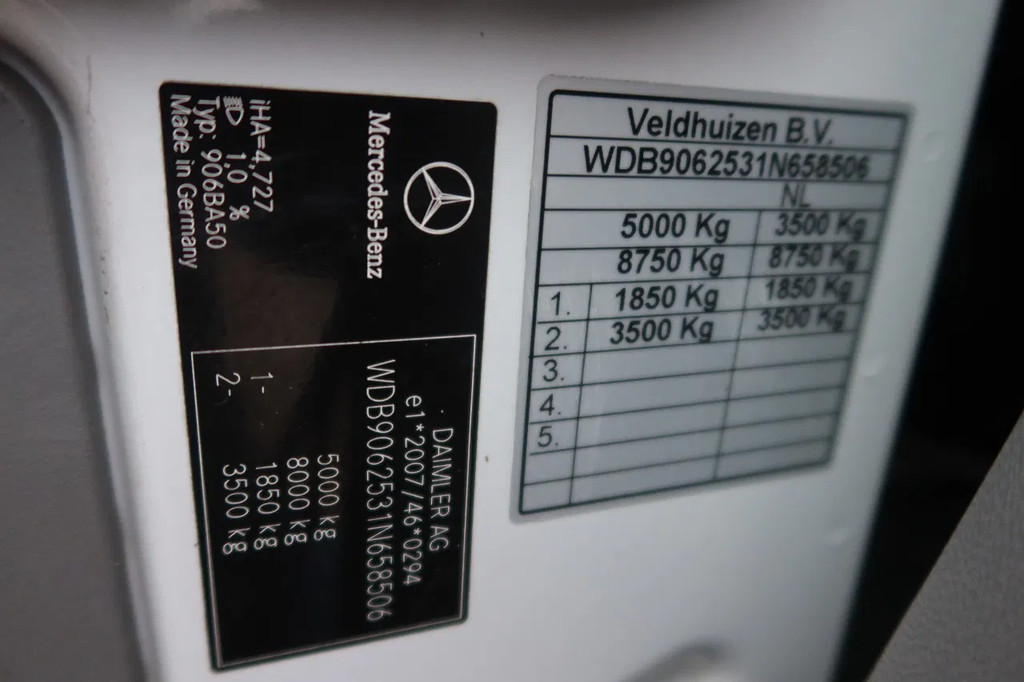 Mercedes-Benz
iHA=4,727
1,0 %
Typ: 906BA50
Made in Germany
DAIMLER AG
e1*2007/46*0294
WDB9062531N658506
5000 kg
8000 kg
1- 1850 kg
2- 3500 kg
Veldhuizen B.V.
WDB9062531N658506
NL
5000 Kg 3500 Kg
8750 Kg 8750 Kg
1. 1850 Kg 1850 Kg
2. 3500 Kg 3500 Kg
3.
4.
5.